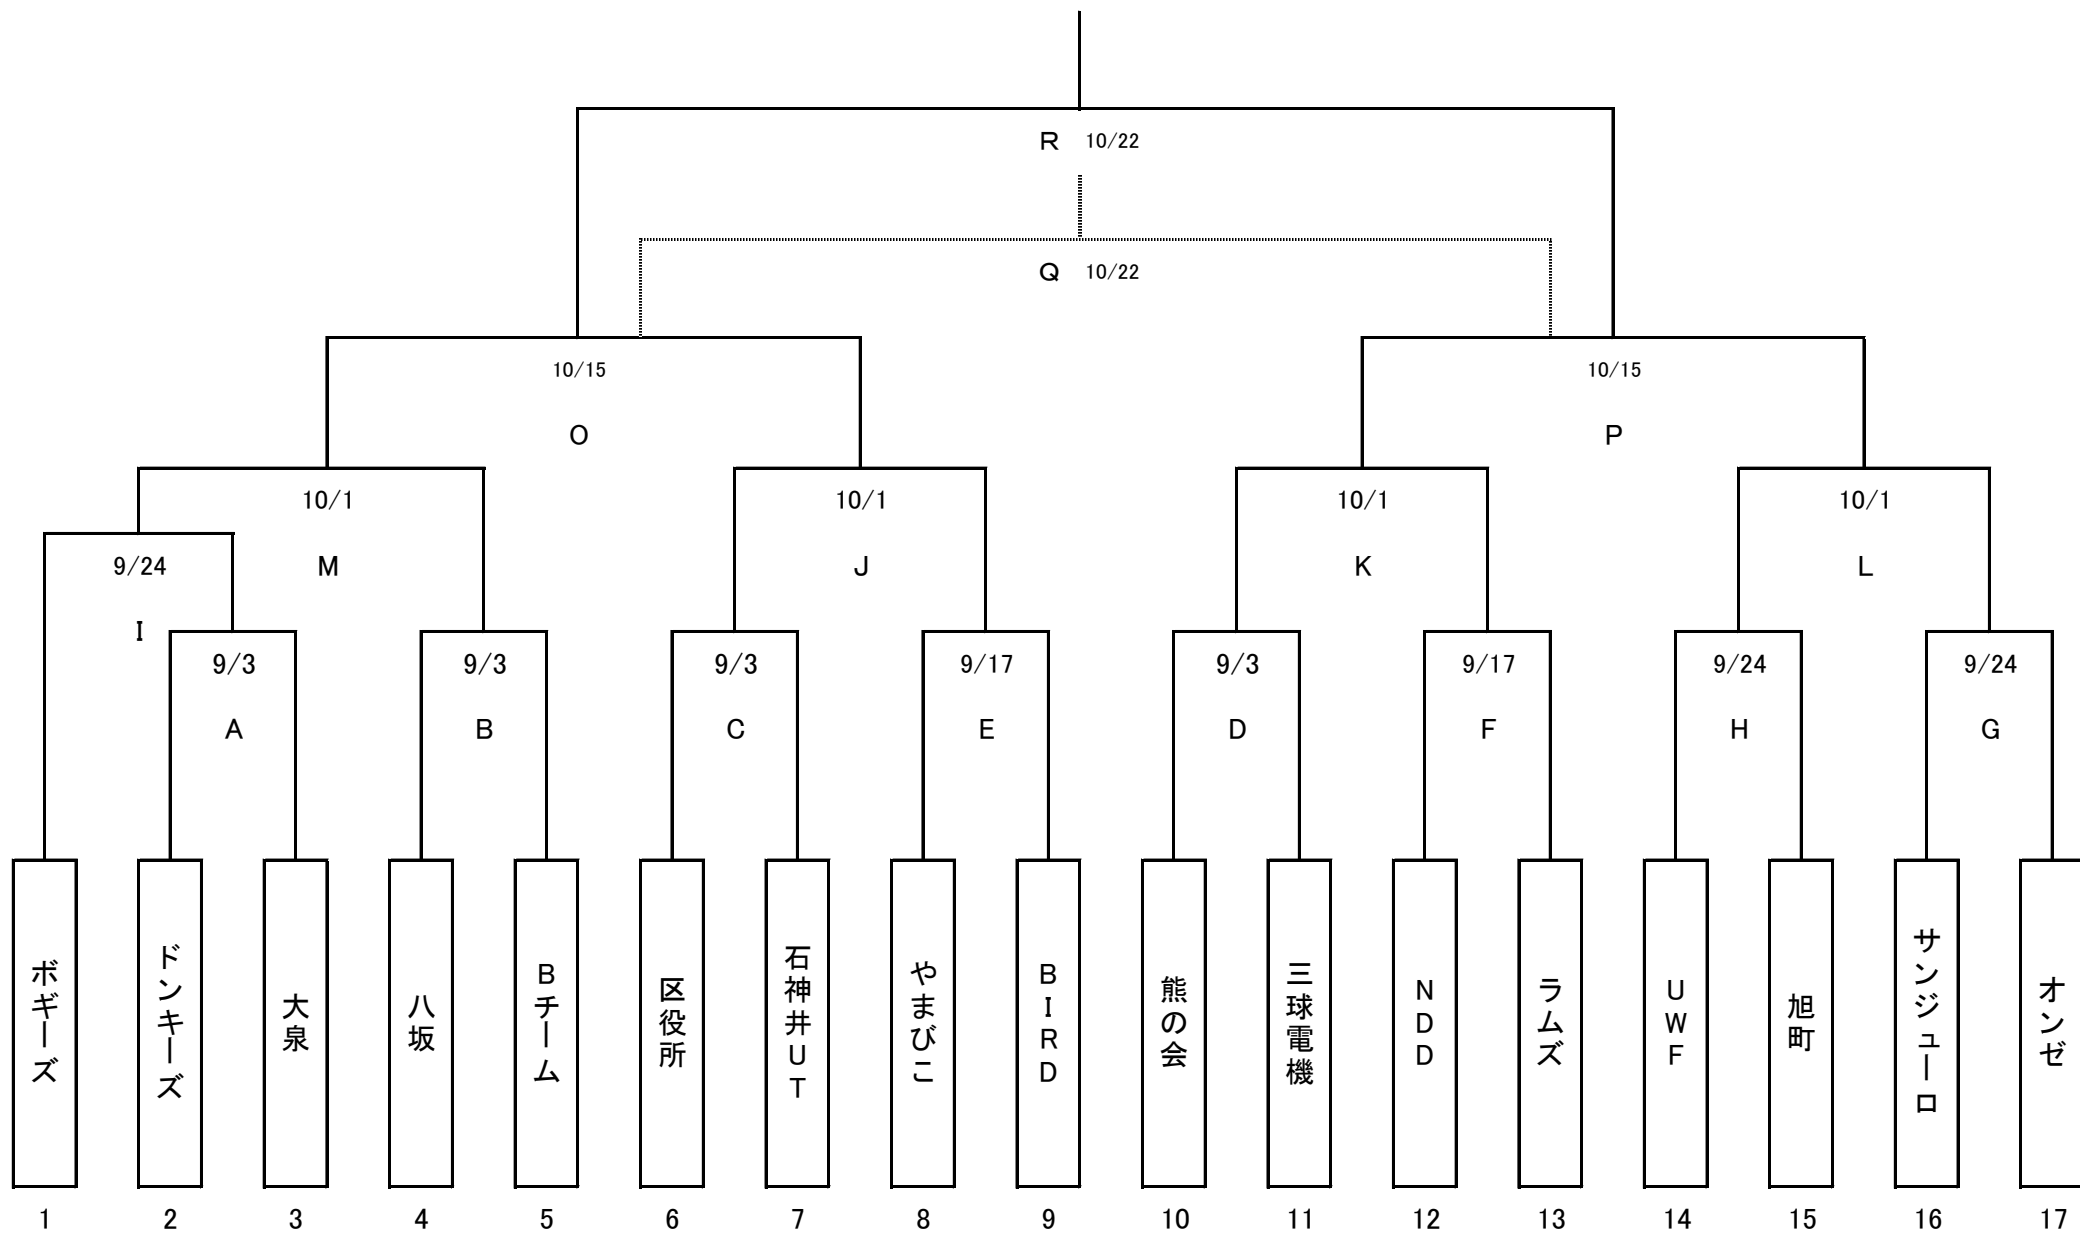 R 10/22
Q 10/22
10/15 10/15
O P
10/1 10/1 10/1 10/1
9/24 M J K L
I
9/3 9/3 9/3 9/17 9/3 9/17 9/24 9/24
A B C E D F H G
ボギーズ
ドンキーズ
大泉
八坂
Bチーム
区役所
石神井UT
やまびこ
BIRD
熊の会
三球電機
NDD
ラムズ
UWF
旭町
サンジューロ
オンゼ
1 2 3 4 5 6 7 8 9 10 11 12 13 14 15 16 17